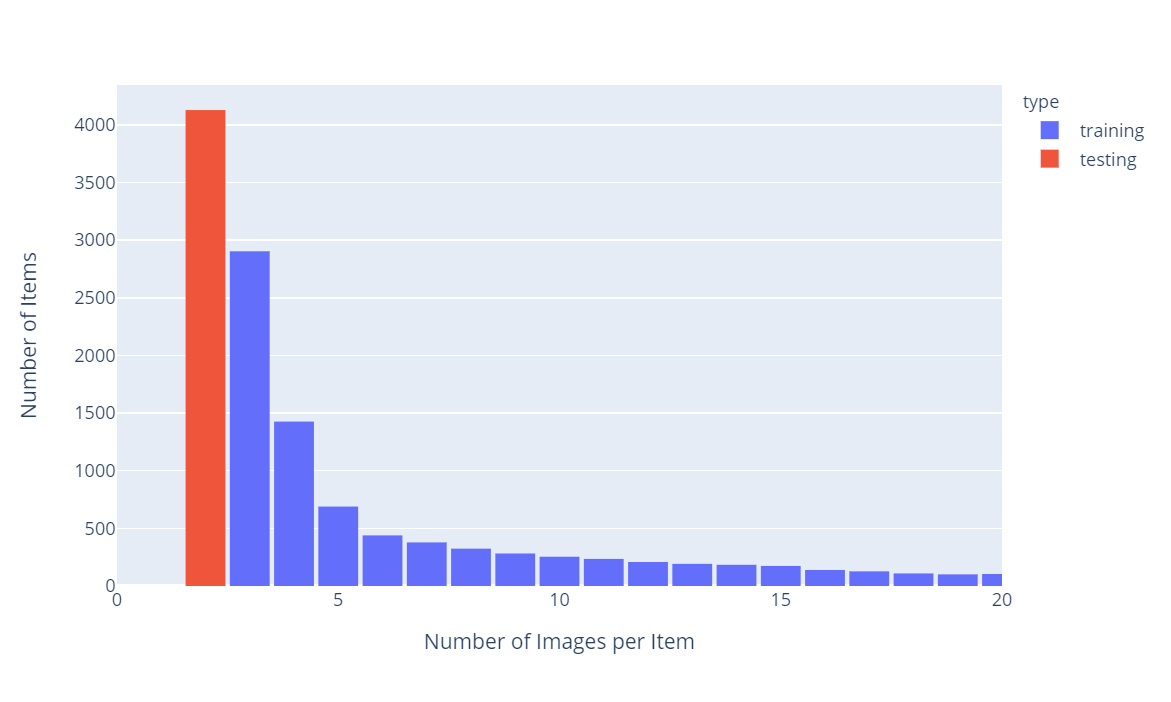 type
training
testing
4000
3500
3000
2500
2000
1500
1000
500
0
Number of Items
0 5 10 15 20
Number of Images per Item